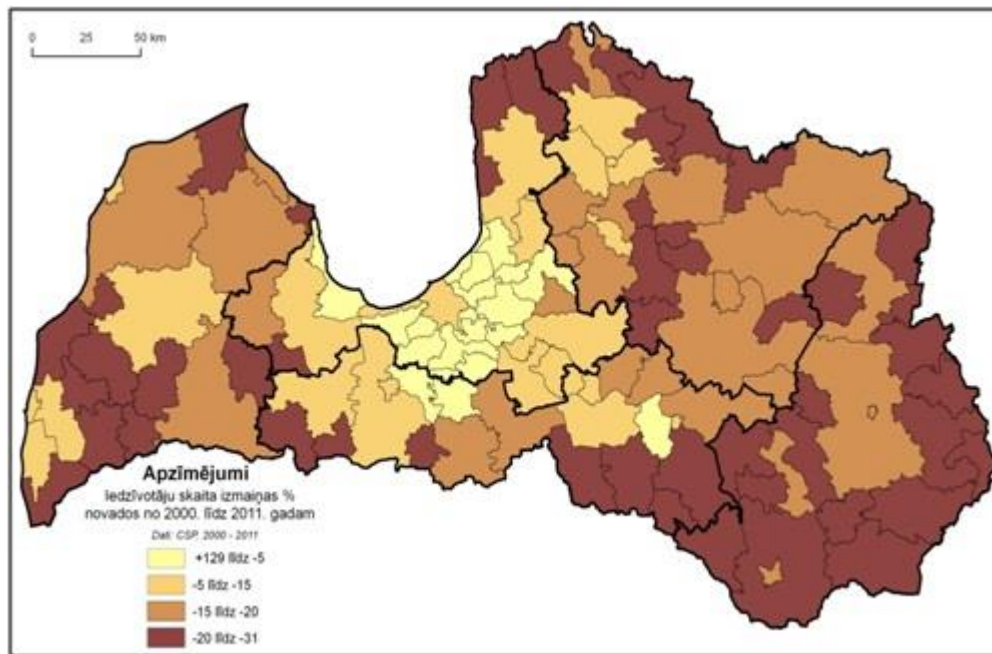 0 25 50 km
Apzīmējumi
Iedzīvotāju skaita izmaiņas %
novados no 2000. līdz 2011. gadam
Dati: CSP, 2000 - 2011
+129 līdz -5
-5 līdz -15
-15 līdz -20
-20 līdz -31